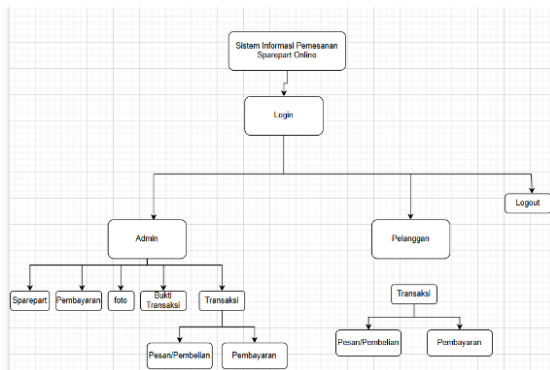 Sistem Informasi Pemesanan
Sparepart Online
Login
Logout
Admin
Pelanggan
Sparepart
Pembayaran
foto
Bukti
Transaksi
Transaksi
Transaksi
Pesan/Pembelian
Pembayaran
Pesan/Pembelian
Pembayaran